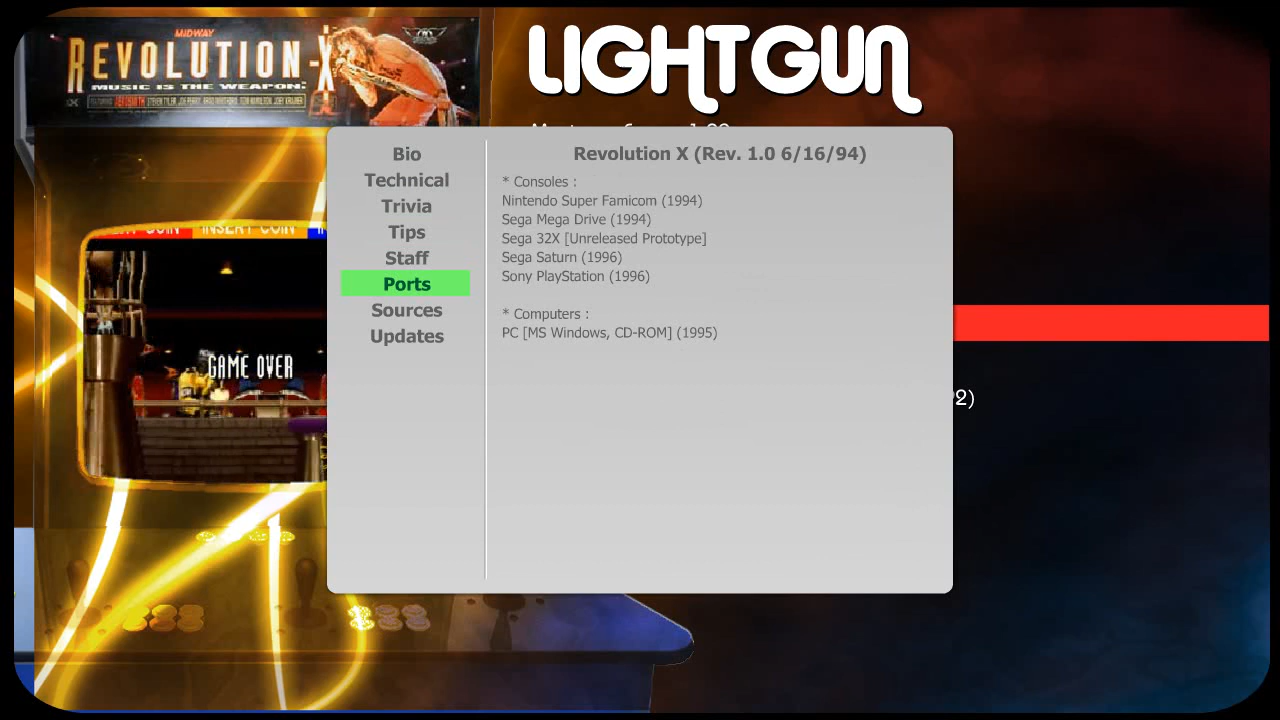 MIDWAY
REVOLUTION-X
MUSIC IS THE WEAPON.
LIGHTGUN
Bio
Technical
Trivia
Tips
Staff
Ports
Sources
Updates
Revolution X (Rev. 1.0 6/16/94)
* Consoles :
Nintendo Super Famicom (1994)
Sega Mega Drive (1994)
Sega 32X [Unreleased Prototype]
Sega Saturn (1996)
Sony PlayStation (1996)
* Computers :
PC [MS Windows, CD-ROM] (1995)
INSERT COIN
GAME OVER
2)